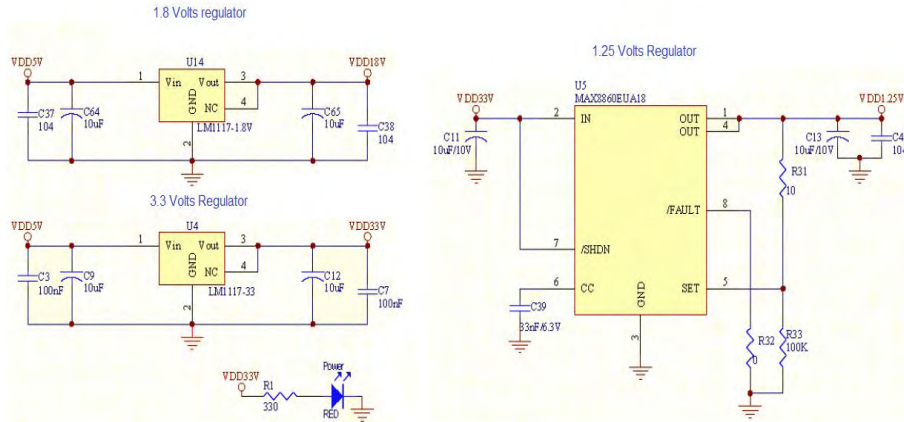 1.8 Volts regulator
VDD5V
U14
VDD18V
1
Vin
Vout
3
GND
NC
4
C37
104
C64
10uF
2
LM1117-1.8V
C65
10uF
C38
104
3.3 Volts Regulator
VDD5V
U4
VDD33V
1
Vin
Vout
3
GND
NC
4
C3
100nF
C9
10uF
2
LM1117-33
C12
10uF
C7
100nF
VDD33V
R1
330
Power
RED
1.25 Volts Regulator
U5
MAX8860EUA18
VDD33V
VDD1.25V
C11
10uF/10V
2
IN
OUT
1
OUT
4
C13
10uF/10V
C4
104
R31
10
/FAULT
8
7
/SHDN
6
CC
GND
SET
5
C39
33nF/6.3V
3
R32
0
R33
100K